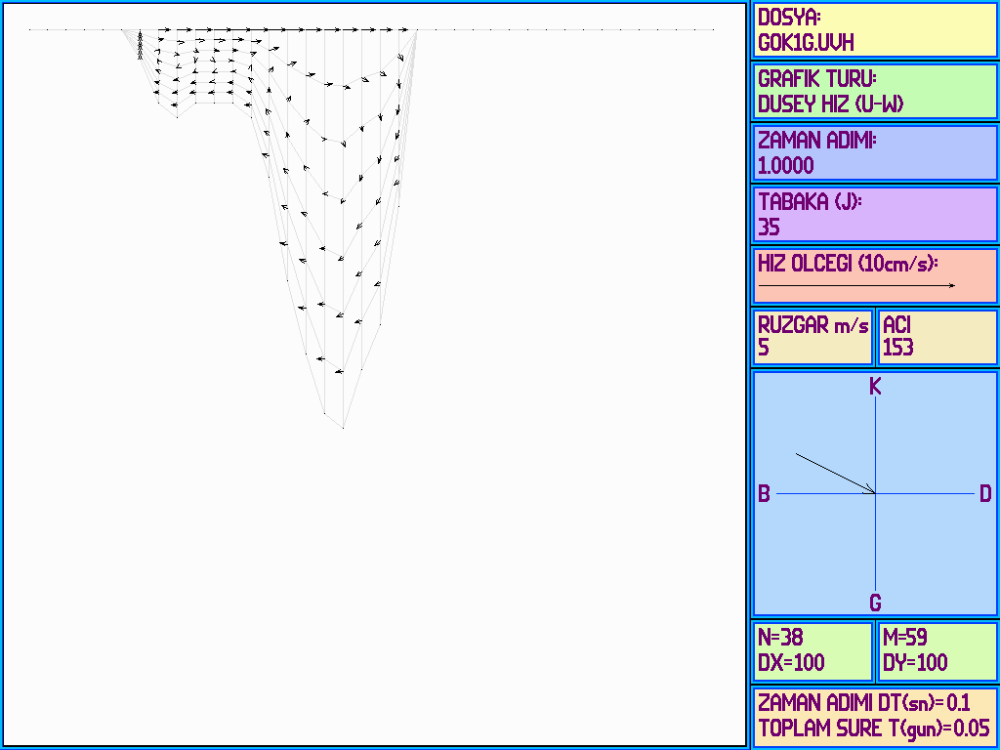 DOSYA:
GOK1G.UVH
GRAFIK TURU:
DUSEY HIZ (U-W)
ZAMAN ADIMI:
1.0000
TABAKA (J):
35
HIZ OLCEGI (10cm/s):
RUZGAR m/s
5
ACI
153
K
B
D
G
N=38
DX=100
M=59
DY=100
ZAMAN ADIMI DT(sn)=0.1
TOPLAM SURE T(gun)=0.05